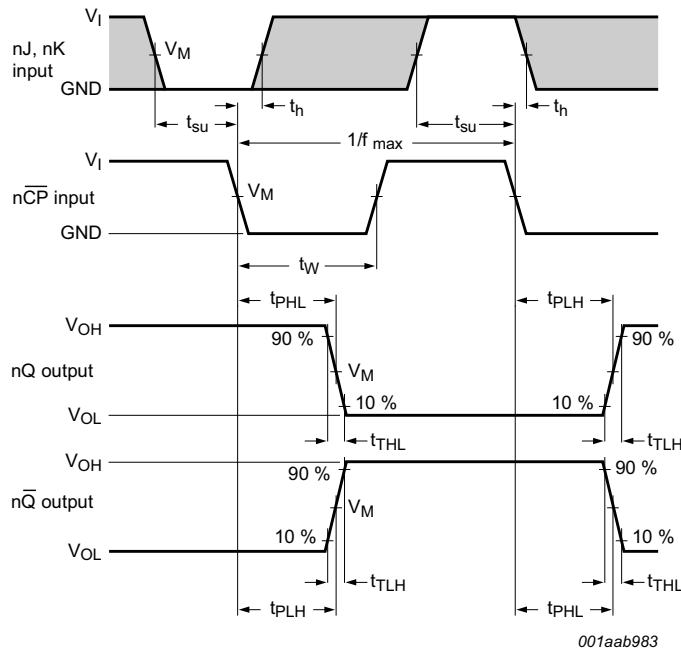 V_I
nJ, nK
input
V_M
GND
t_su
t_h
t_su
t_h
1/f max
V_I
nC̅P̅ input
V_M
GND
t_W
t_PHL
t_PLH
V_OH
90 %
90 %
nQ output
V_M
10 %
10 %
V_OL
t_THL
t_TLH
V_OH
90 %
90 %
nQ̅ output
V_M
10 %
10 %
V_OL
t_TLH
t_THL
t_PLH
t_PHL
001aab983